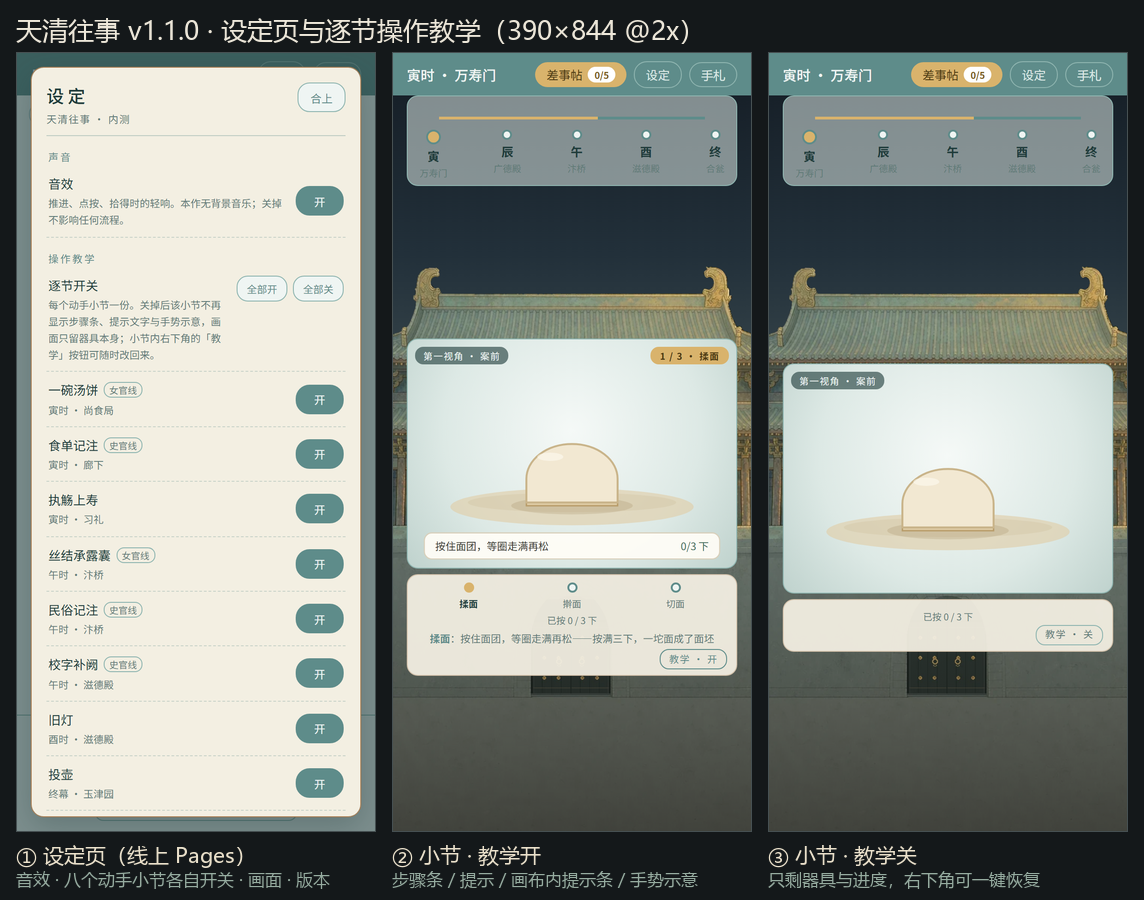 天清往事 v1.1.0 · 设定页与逐节操作教学（390×844 @2x）
设定
合上
天清往事 · 内测
声音
音效
推进、点按、拾得时的轻响。本作无背景音乐；关掉
不影响任何流程。
开
操作教学
逐节开关
全部开
全部关
每个动手小节一份。关掉后该小节不再
显示步骤条、提示文字与手势示意，画
面只留器具本身；小节内右下角的「教
学」按钮可随时改回来。
一碗汤饼 女官线
寅时 · 尚食局
开
食单记注 史官线
寅时 · 廊下
开
执觞上寿
寅时 · 习礼
开
丝结承露囊 女官线
午时 · 汴桥
开
民俗记注 史官线
午时 · 汴桥
开
校字补阙 史官线
午时 · 滋德殿
开
旧灯
酉时 · 滋德殿
开
投壶
终幕 · 玉津园
开
① 设定页（线上 Pages）
音效 · 八个动手小节各自开关 · 画面 · 版本
寅时 · 万寿门
差事帖 0/5
设定
手札
寅 辰 午 酉 终
万寿门 广德殿 汴桥 滋德殿 合巹
第一视角 · 案前
1 / 3 · 揉面
按住面团，等圈走满再松
0/3 下
揉面 擀面 切面
已按 0 / 3 下
揉面：按住面团，等圈走满再松——按满三下，一坨面成了面坯
教学 · 开
② 小节 · 教学开
步骤条 / 提示 / 画布内提示条 / 手势示意
寅时 · 万寿门
差事帖 0/5
设定
手札
寅 辰 午 酉 终
万寿门 广德殿 汴桥 滋德殿 合巹
第一视角 · 案前
已按 0 / 3 下
教学 · 关
③ 小节 · 教学关
只剩器具与进度，右下角可一键恢复